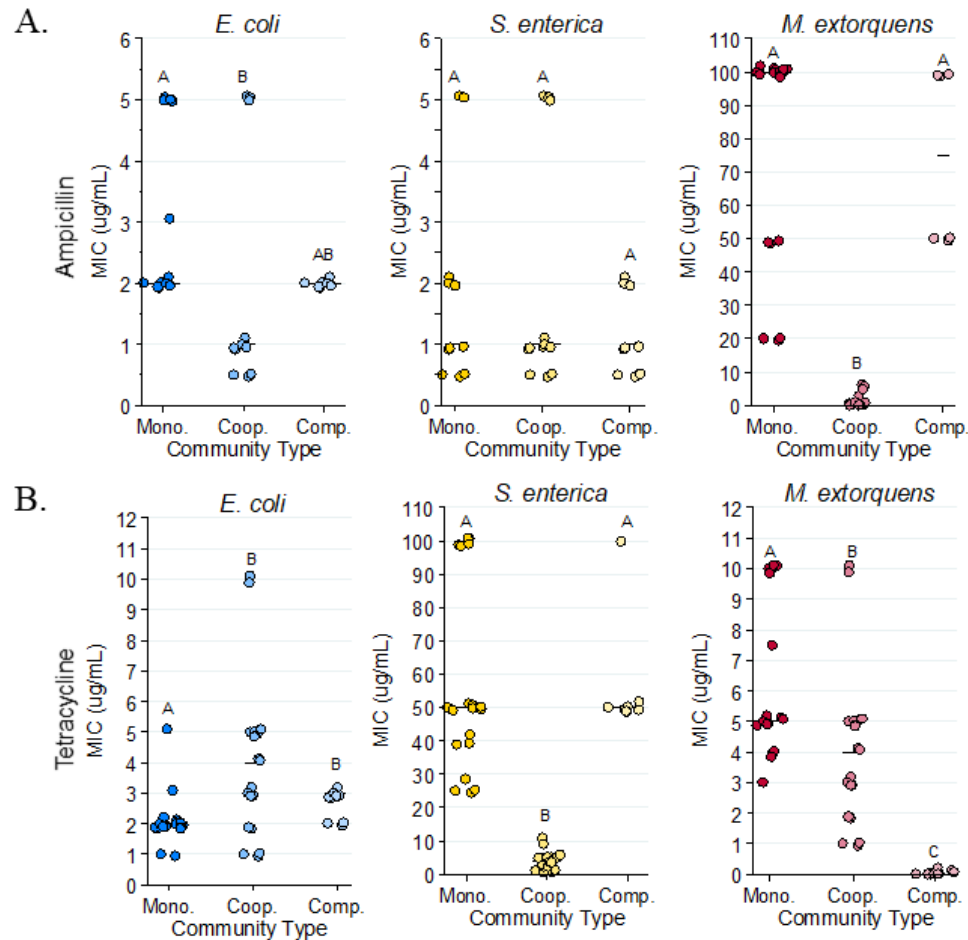 A.
E. coli
S. enterica
M. extorquens
Ampicillin
MIC (ug/mL)
6
5
4
3
2
1
0
A
B
AB
Mono. Coop. Comp.
Community Type
MIC (ug/mL)
6
5
4
3
2
1
0
A
A
A
Mono. Coop. Comp.
Community Type
MIC (ug/mL)
110
100
90
80
70
60
50
40
30
20
10
0
A
B
A
Mono. Coop. Comp.
Community Type
B.
E. coli
S. enterica
M. extorquens
Tetracycline
MIC (ug/mL)
12
11
10
9
8
7
6
5
4
3
2
1
0
A
B
B
Mono. Coop. Comp.
Community Type
MIC (ug/mL)
110
100
90
80
70
60
50
40
30
20
10
0
A
B
A
Mono. Coop. Comp.
Community Type
MIC (ug/mL)
12
11
10
9
8
7
6
5
4
3
2
1
0
A
B
C
Mono. Coop. Comp.
Community Type